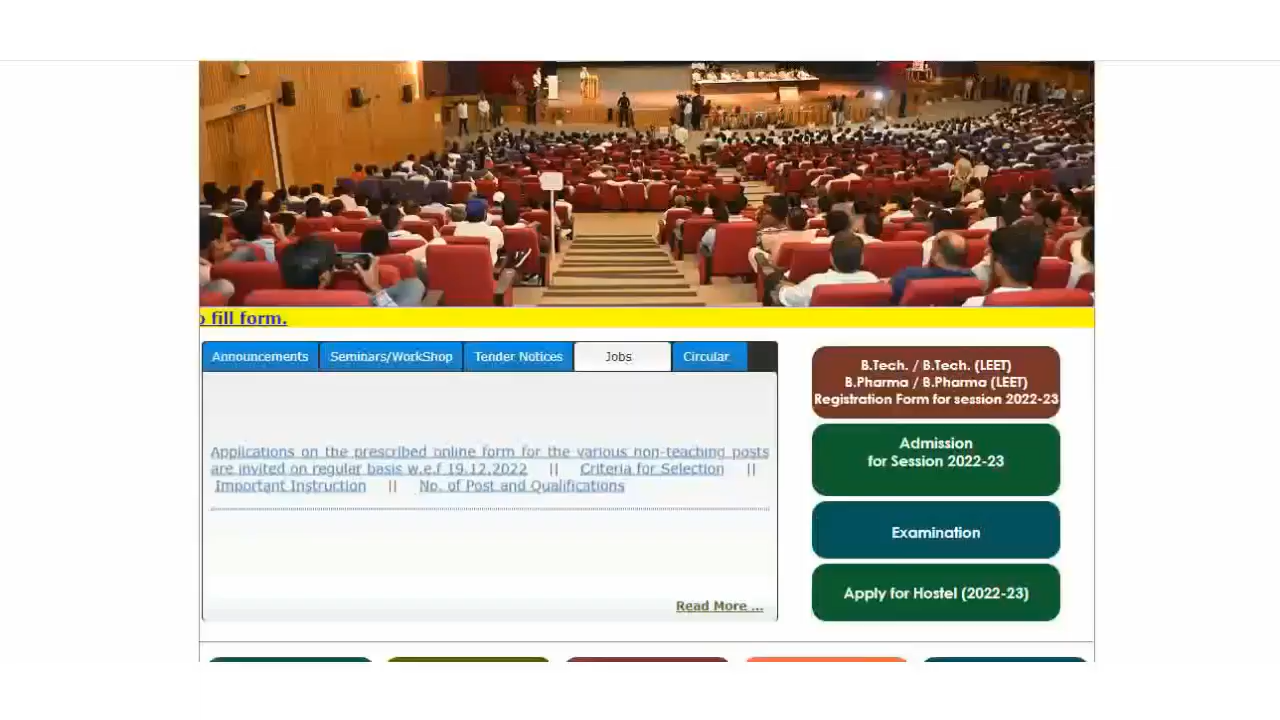 fill form.
Announcements Seminars/WorkShop Tender Notices Jobs Circular
Applications on the prescribed online form for the various non-teaching posts
are invited on regular basis w.e.f 19.12.2022 || Criteria for Selection ||
Important Instruction || No. of Post and Qualifications
Read More ...
B.Tech. / B.Tech. (LEET)
B.Pharma / B.Pharma (LEET)
Registration Form for session 2022-23
Admission
for Session 2022-23
Examination
Apply for Hostel (2022-23)